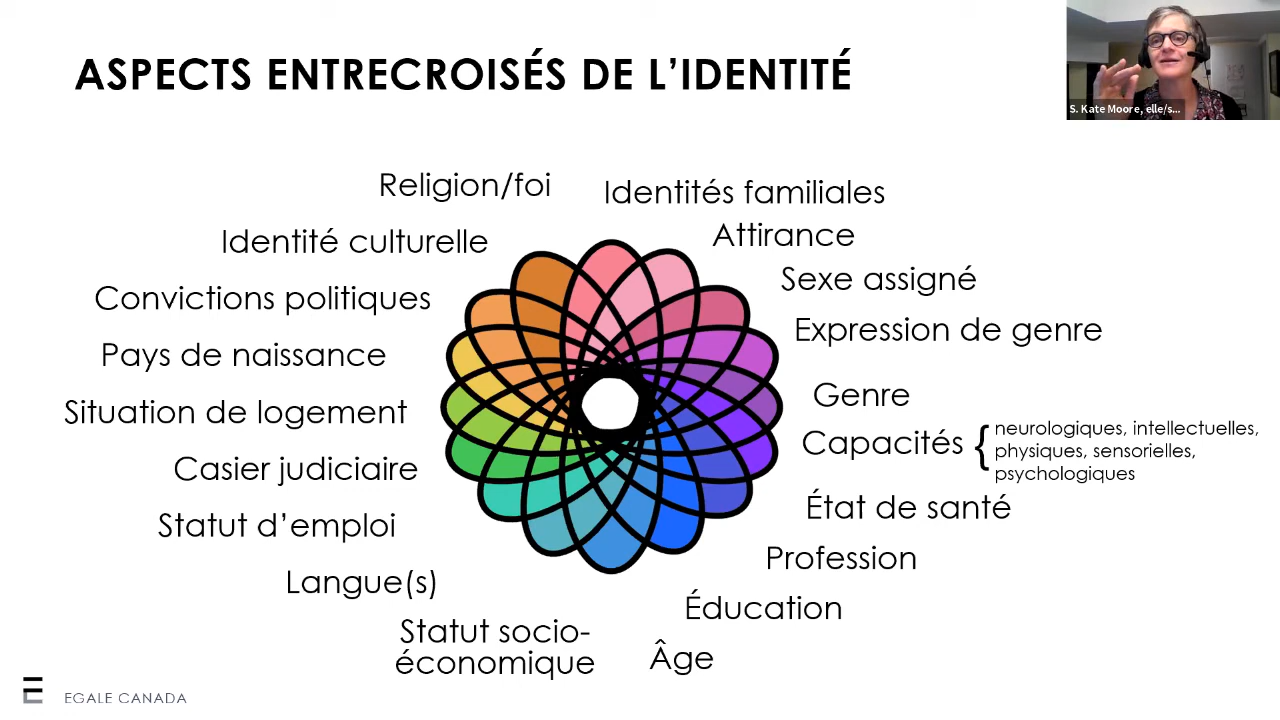 ASPECTS ENTRECROISÉS DE L’IDENTITÉ
S. Kate Moore, elle/s...
Religion/foi
Identités familiales
Identité culturelle
Attirance
Convictions politiques
Sexe assigné
Pays de naissance
Expression de genre
Situation de logement
Genre
Casier judiciaire
Capacités { neurologiques, intellectuelles,
physiques, sensorielles,
psychologiques
Statut d’emploi
État de santé
Langue(s)
Profession
Statut socio-
économique
Éducation
Âge
EGALE CANADA